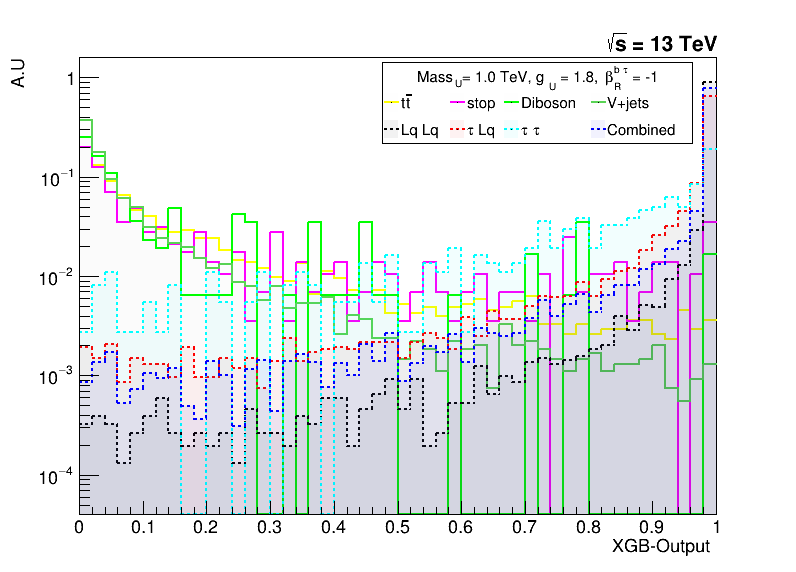 √s = 13 TeV
A.U
Mass_U = 1.0 TeV, g_U = 1.8, β_R^{b τ} = -1
tt̅ stop Diboson V+jets
Lq Lq τ Lq τ τ Combined
1
10⁻¹
10⁻²
10⁻³
10⁻⁴
0 0.1 0.2 0.3 0.4 0.5 0.6 0.7 0.8 0.9 1
XGB-Output